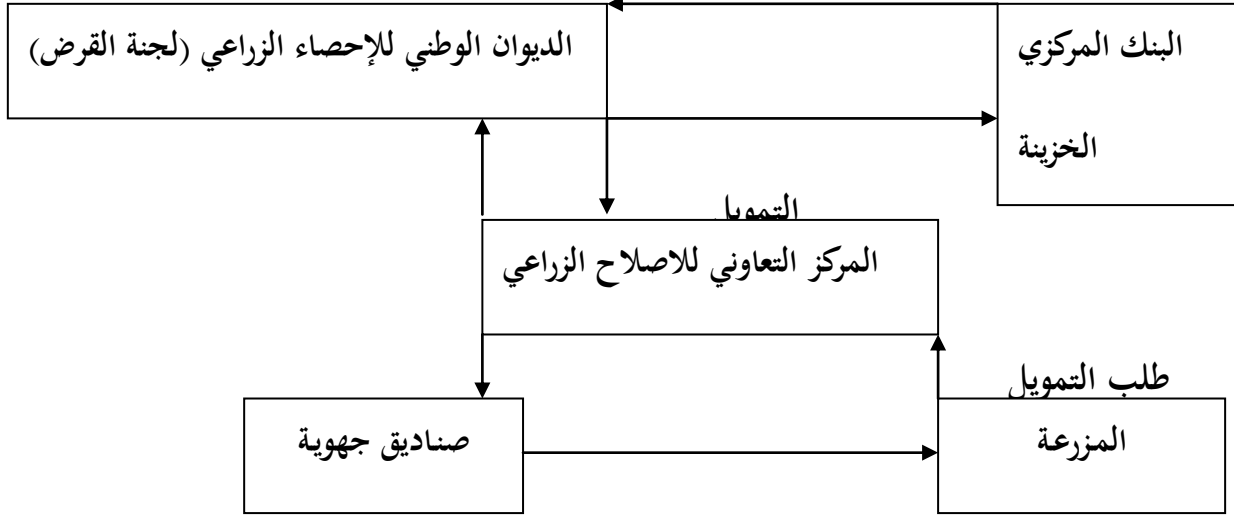 البنك المركزي
الديوان الوطني للإحصاء الزراعي (لجنة القرض)
الخزينة
التمويل
المركز التعاوني للاصلاح الزراعي
طلب التمويل
المزرعة
صناديق جهوية